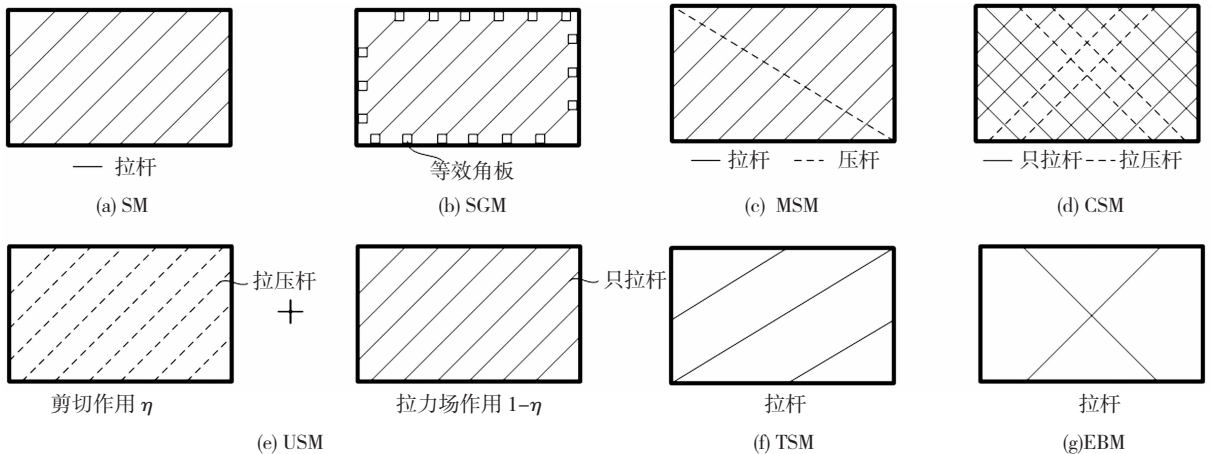 拉杆
等效角板
拉杆 压杆
只拉杆 拉压杆
(a) SM
(b) SGM
(c) MSM
(d) CSM
拉压杆
只拉杆
剪切作用 η
+
拉力场作用 1-η
拉杆
拉杆
(e) USM
(f) TSM
(g)EBM